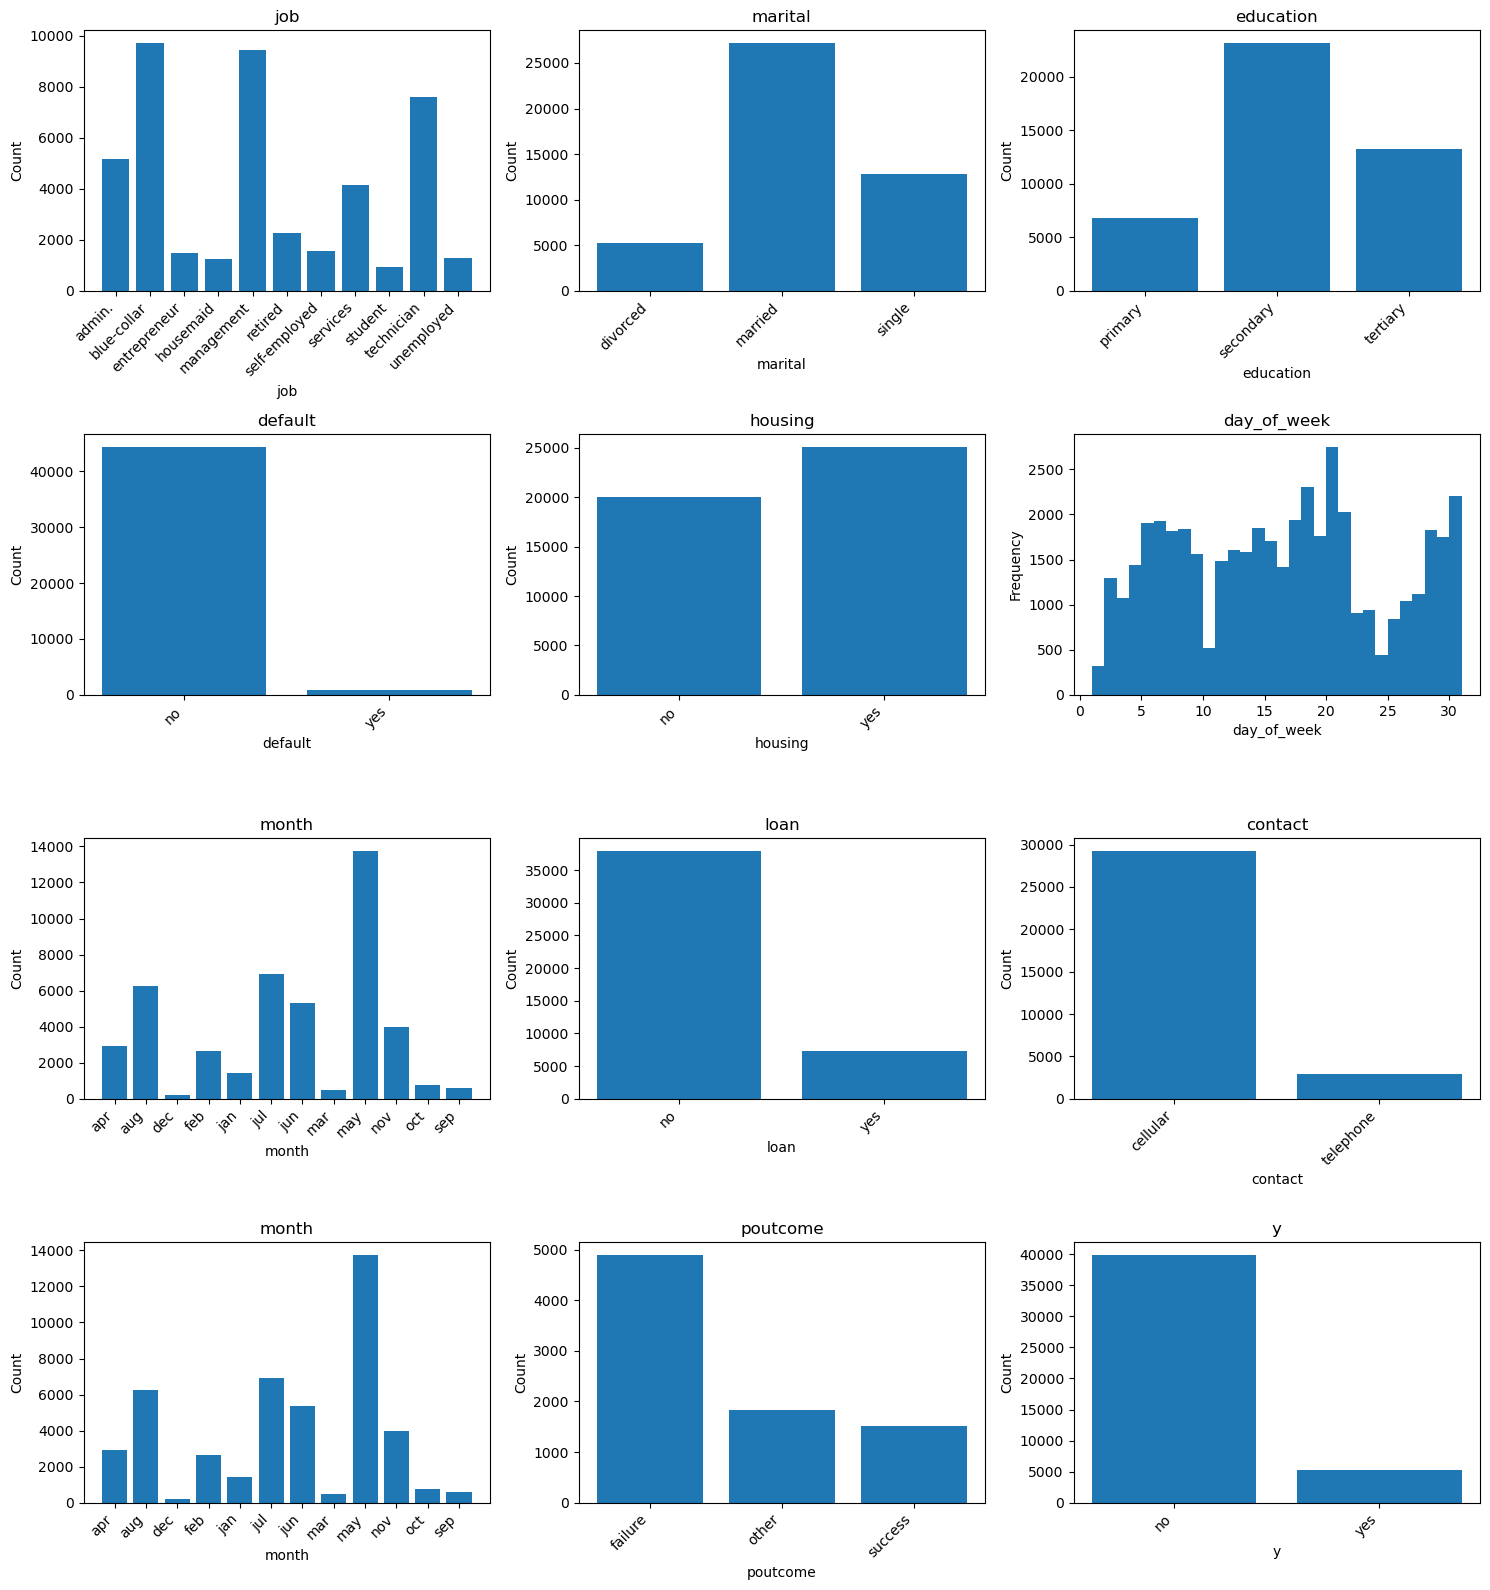 job
Count
10000
8000
6000
4000
2000
0
admin.
blue-collar
entrepreneur
housemaid
management
retired
self-employed
services
student
technician
unemployed
job
marital
Count
25000
20000
15000
10000
5000
0
divorced
married
single
marital
education
Count
20000
15000
10000
5000
0
primary
secondary
tertiary
education
default
Count
40000
30000
20000
10000
0
no
yes
default
housing
Count
25000
20000
15000
10000
5000
0
no
yes
housing
day_of_week
Frequency
2500
2000
1500
1000
500
0
0 5 10 15 20 25 30
day_of_week
month
Count
14000
12000
10000
8000
6000
4000
2000
0
apr
aug
dec
feb
jan
jul
jun
mar
may
nov
oct
sep
month
loan
Count
35000
30000
25000
20000
15000
10000
5000
0
no
yes
loan
contact
Count
30000
25000
20000
15000
10000
5000
0
cellular
telephone
contact
month
Count
14000
12000
10000
8000
6000
4000
2000
0
apr
aug
dec
feb
jan
jul
jun
mar
may
nov
oct
sep
month
poutcome
Count
5000
4000
3000
2000
1000
0
failure
other
success
poutcome
y
Count
40000
35000
30000
25000
20000
15000
10000
5000
0
no
yes
y